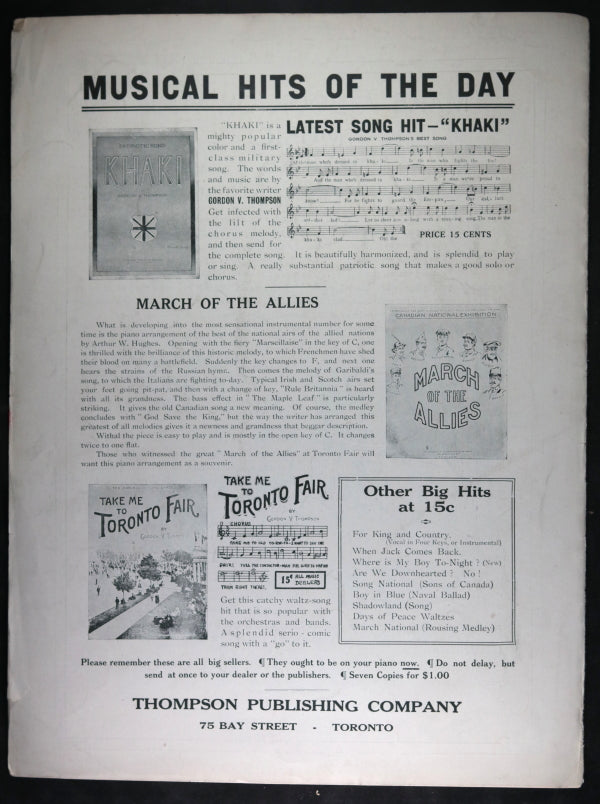 MUSICAL HITS OF THE DAY
PATRIOTIC SONG
KHAKI
GORDON V. THOMPSON
"KHAKI" is a
mighty popular
color and a first-
class military
song. The words
and music are by
the favorite writer
GORDON V. THOMPSON
Get infected with
the lilt of the
chorus melody,
and then send for
the complete song.
or sing. A really
chorus.
LATEST SONG HIT—"KHAKI"
GORDON V THOMPSON'S BEST SONG
PRICE 15 CENTS
It is beautifully harmonized, and is splendid to play
substantial patriotic song that makes a good solo or
MARCH OF THE ALLIES
What is developing into the most sensational instrumental number for some
time is the piano arrangement of the best of the national airs of the allied nations
by Arthur W. Hughes. Opening with the fiery "Marseillaise" in the key of C, one
is thrilled with the brilliance of this historic melody, to which Frenchmen have shed
their blood on many a battlefield. Suddenly the key changes to F, and next one
hears the strains of the Russian hymn. Then comes the melody of Garibaldi's
song, to which the Italians are fighting to-day. Typical Irish and Scotch airs set
your feet going pit-pat, and then with a change of key, "Rule Britannia" is heard
with all its grandness. The bass effect in "The Maple Leaf" is particularly
striking. It gives the old Canadian song a new meaning. Of course, the medley
concludes with "God Save the King," but the way the writer has arranged this
greatest of all melodies gives it a newness and grandness that beggar description.
Withal the piece is easy to play and is mostly in the open key of C. It changes
twice to one flat.
Those who witnessed the great "March of the Allies" at Toronto Fair will
want this piano arrangement as a souvenir.
CANADIAN NATIONAL EXHIBITION
MARCH
OF THE
ALLIES
TAKE ME
TO
TORONTO FAIR
BY
GORDON V THOMPSON
TAKE ME
TO
TORONTO FAIR
BY
GORDON V THOMPSON
CHORUS
TAKE ME TO OLD TO-RON-TO-I WANT TO SEE THE
TRAIN RIGHT THERE!
15¢ ALL MUSIC DEALERS
Get this catchy waltz-song
hit that is so popular with
the orchestras and bands.
A splendid serio-comic
song with a "go" to it.
Other Big Hits
at 15c
For King and Country.
(Vocal in Four Keys, or Instrumental)
When Jack Comes Back.
Where is My Boy To-Night? (New)
Are We Downhearted? No!
Song National (Sons of Canada)
Boy in Blue (Naval Ballad)
Shadowland (Song)
Days of Peace Waltzes
March National (Rousing Medley)
Please remember these are all big sellers. ¶ They ought to be on your piano now. ¶ Do not delay, but
send at once to your dealer or the publishers. ¶ Seven Copies for $1.00
THOMPSON PUBLISHING COMPANY
75 BAY STREET - TORONTO